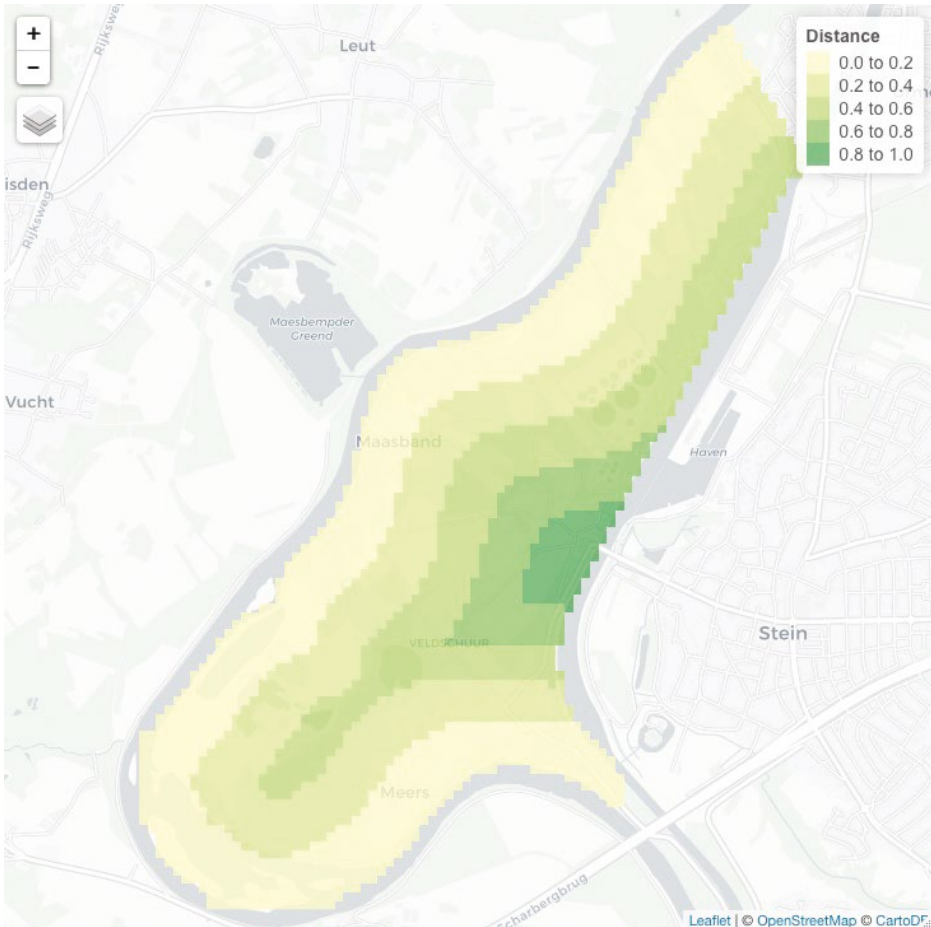 +
−
Rijksweg
Leut
Distance
0.0 to 0.2
0.2 to 0.4
0.4 to 0.6
0.6 to 0.8
0.8 to 1.0
isden
Rijksweg
Maesbempder
Greend
Vucht
Maasband
Haven
VELDSCHUUR
Stein
Meers
Scharbergbrug
Leaflet | © OpenStreetMap © CartoDB